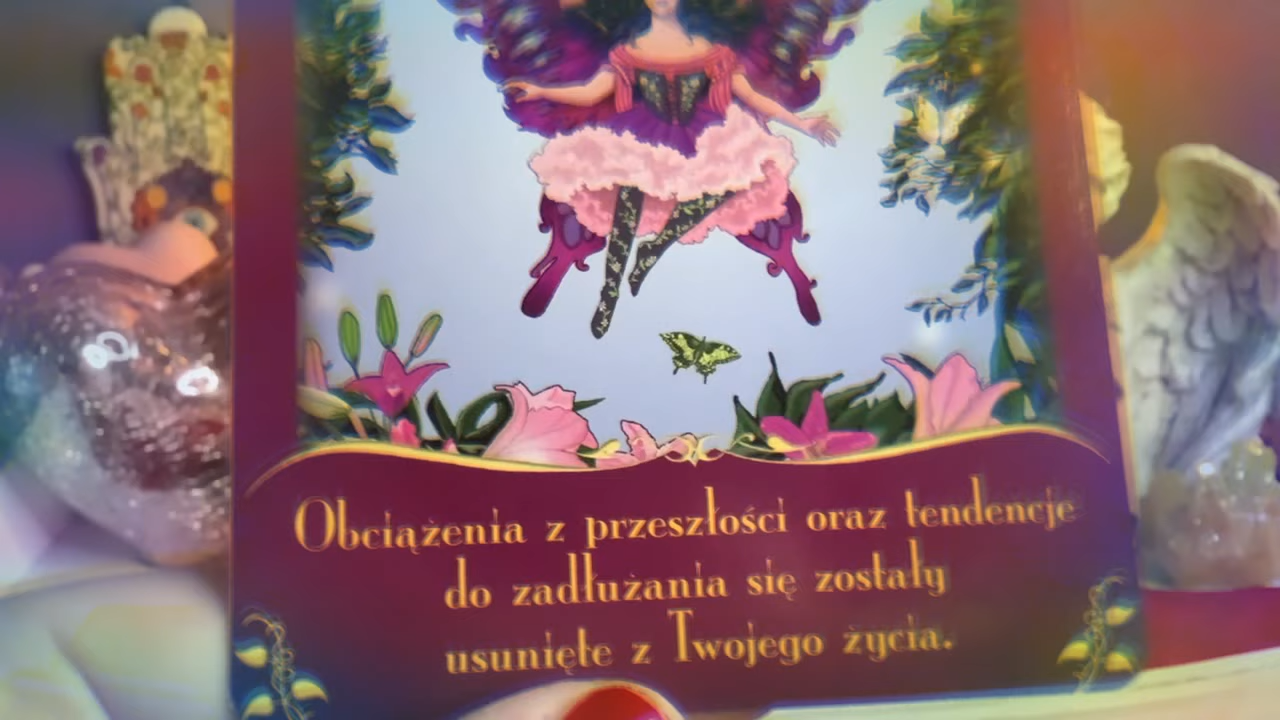 Obciążenia z przeszłości oraz tendencje
do zadłużania się zostały
usunięte z Twojego życia.